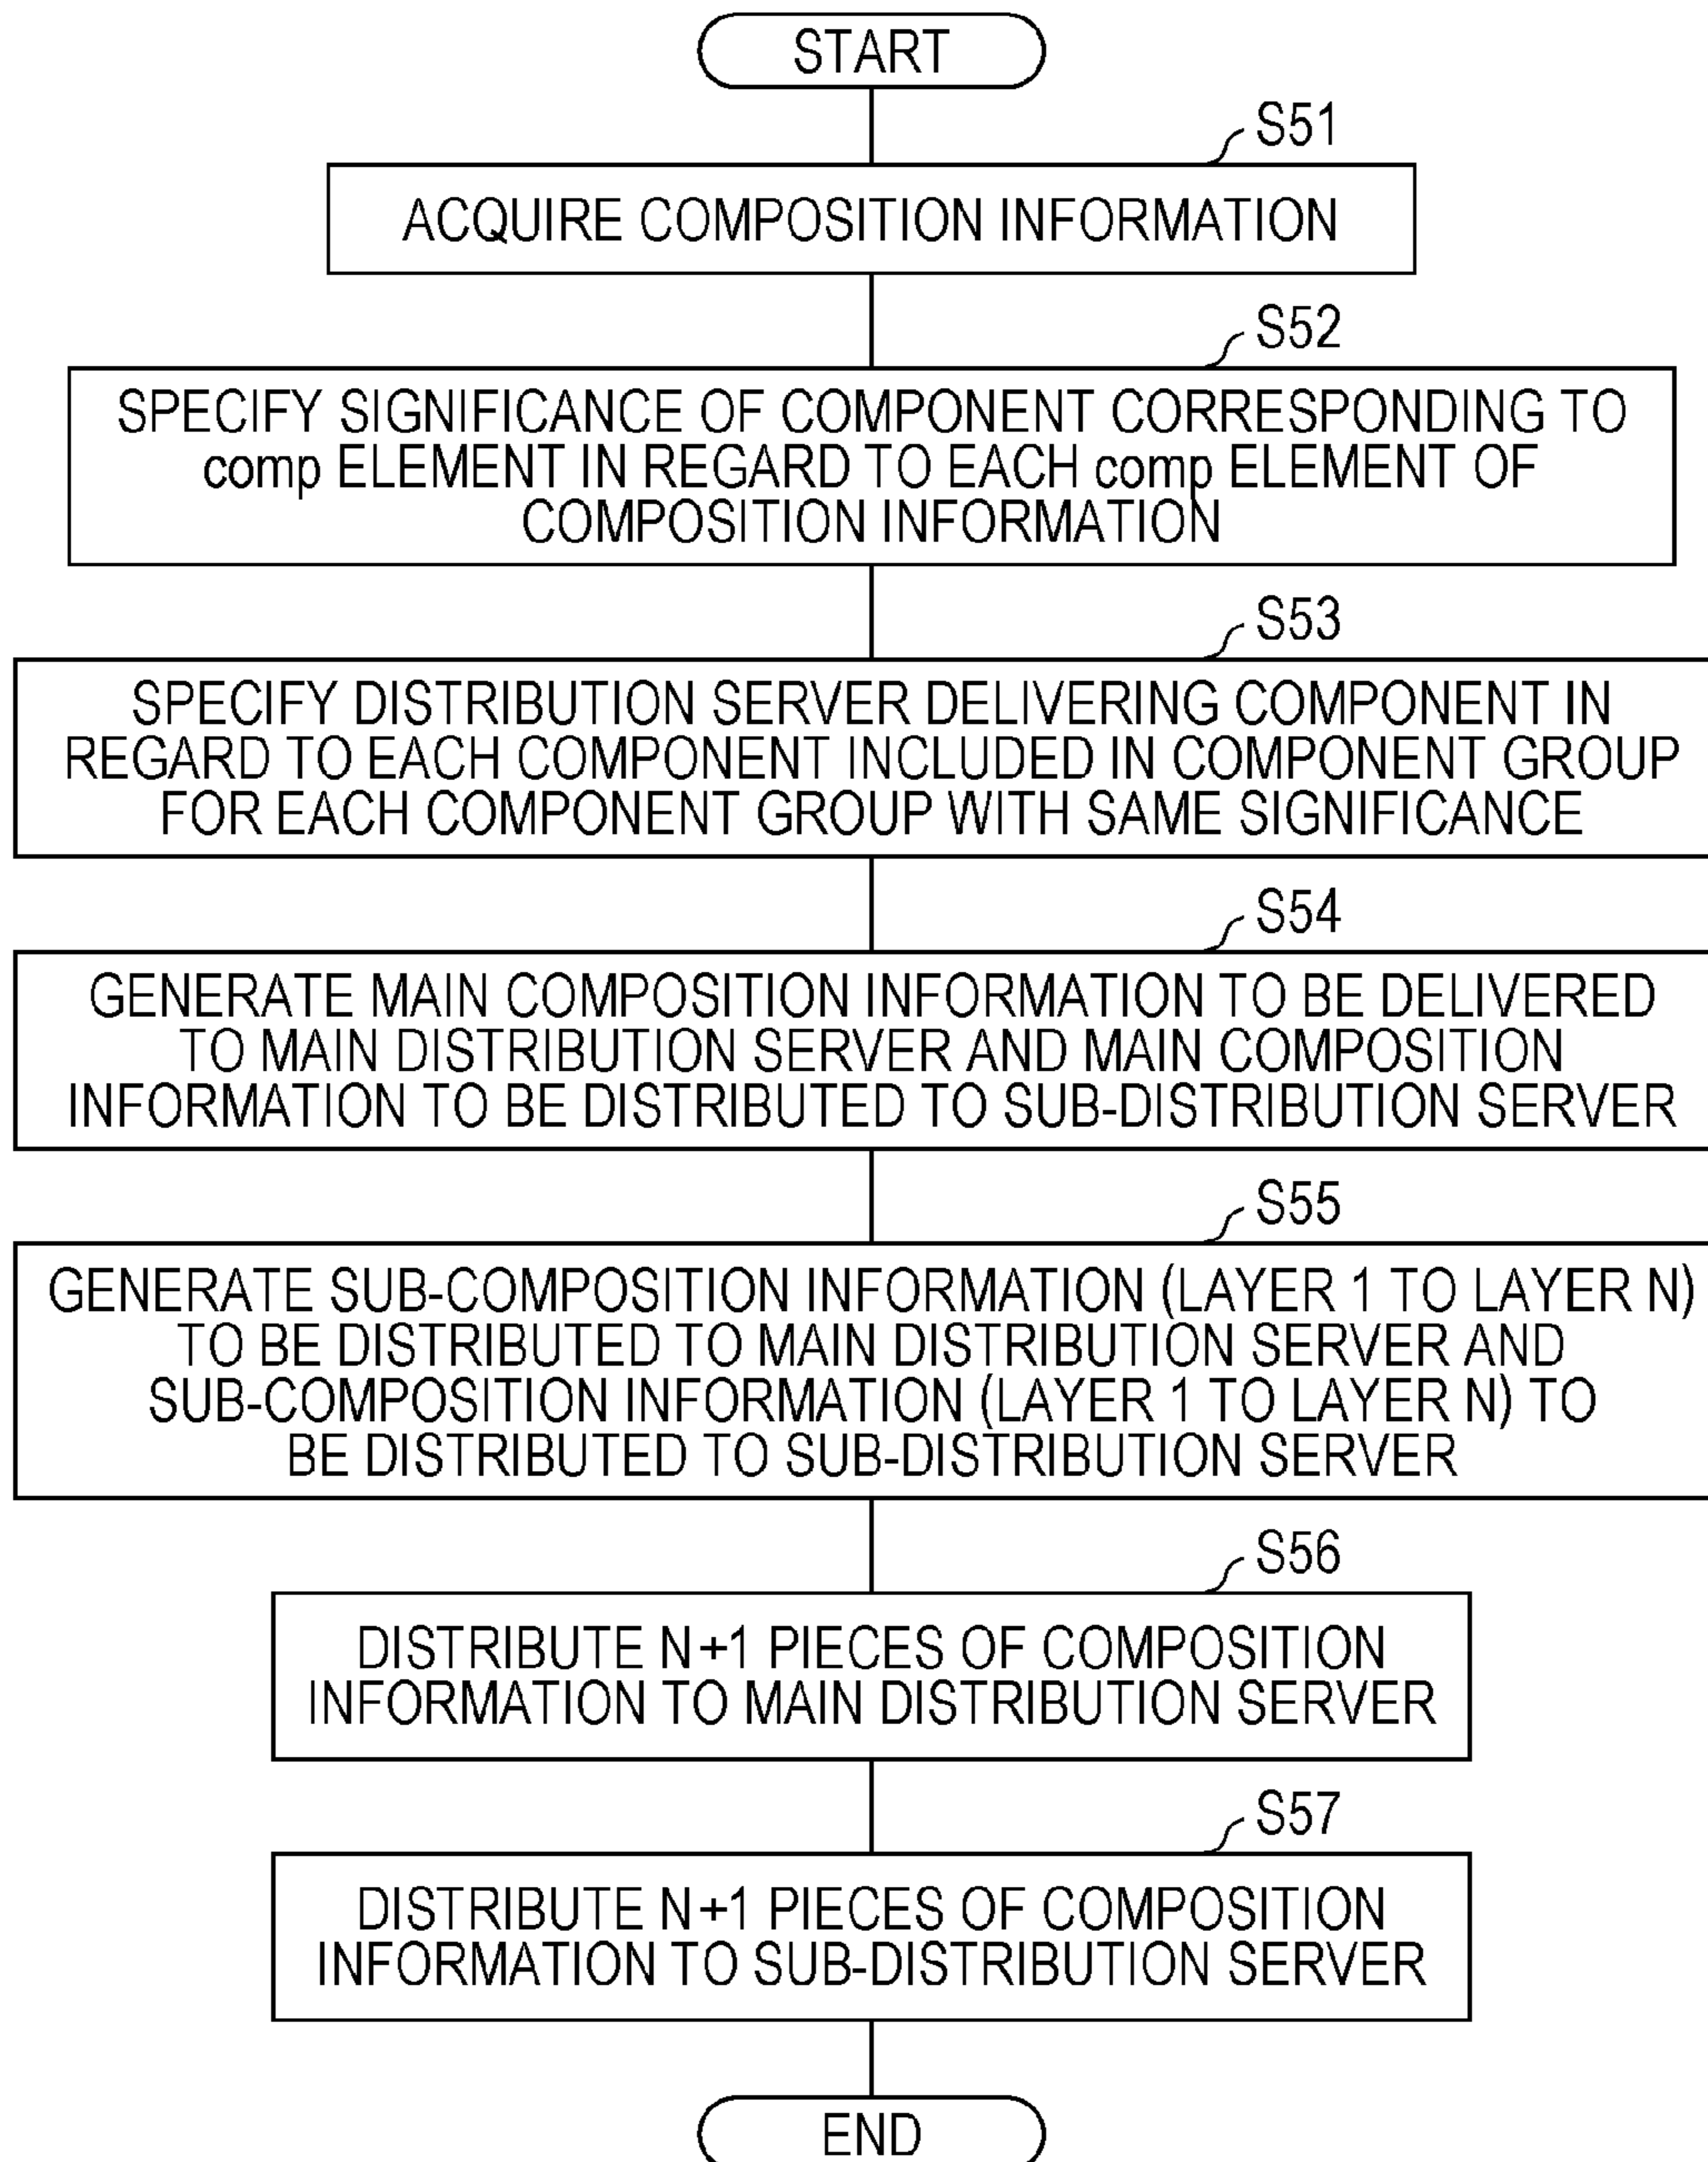 START
S51
ACQUIRE COMPOSITION INFORMATION
S52
SPECIFY SIGNIFICANCE OF COMPONENT CORRESPONDING TO
comp ELEMENT IN REGARD TO EACH comp ELEMENT OF
COMPOSITION INFORMATION
S53
SPECIFY DISTRIBUTION SERVER DELIVERING COMPONENT IN
REGARD TO EACH COMPONENT INCLUDED IN COMPONENT GROUP
FOR EACH COMPONENT GROUP WITH SAME SIGNIFICANCE
S54
GENERATE MAIN COMPOSITION INFORMATION TO BE DELIVERED
TO MAIN DISTRIBUTION SERVER AND MAIN COMPOSITION
INFORMATION TO BE DISTRIBUTED TO SUB-DISTRIBUTION SERVER
S55
GENERATE SUB-COMPOSITION INFORMATION (LAYER 1 TO LAYER N)
TO BE DISTRIBUTED TO MAIN DISTRIBUTION SERVER AND
SUB-COMPOSITION INFORMATION (LAYER 1 TO LAYER N) TO
BE DISTRIBUTED TO SUB-DISTRIBUTION SERVER
S56
DISTRIBUTE N+1 PIECES OF COMPOSITION
INFORMATION TO MAIN DISTRIBUTION SERVER
S57
DISTRIBUTE N+1 PIECES OF COMPOSITION
INFORMATION TO SUB-DISTRIBUTION SERVER
END